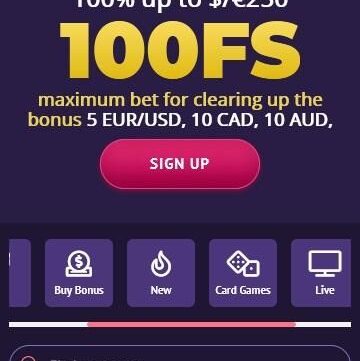 100% up to $/€250
100FS
maximum bet for clearing up the
bonus 5 EUR/USD, 10 CAD, 10 AUD,
SIGN UP
Buy Bonus
New
Card Games
Live